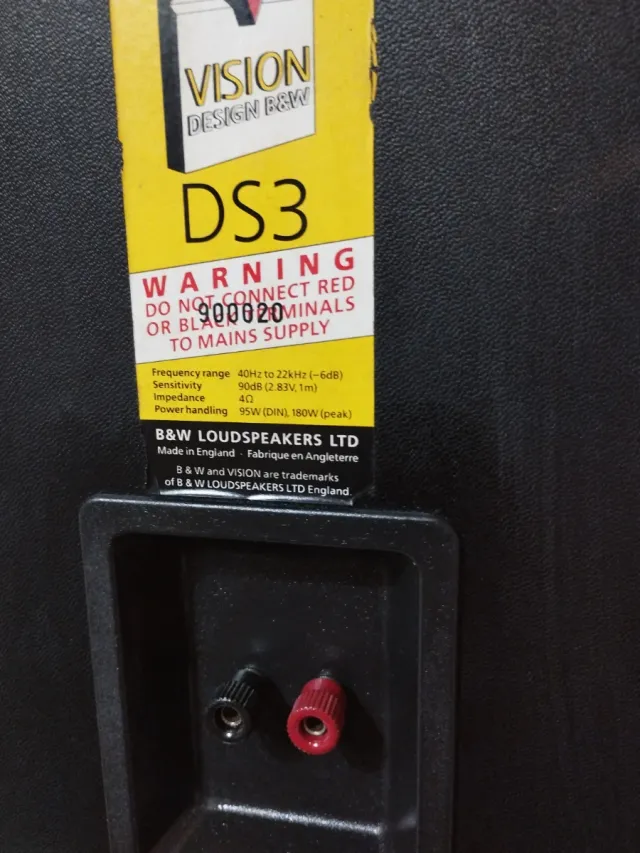 VISION
DESIGN B&W
DS3
WARNING
DO NOT CONNECT RED
900020
OR BLACK TERMINALS
TO MAINS SUPPLY
Frequency range 40Hz to 22kHz (−6dB)
Sensitivity 90dB (2.83V, 1m)
Impedance 4Ω
Power handling 95W (DIN), 180W (peak)
B&W LOUDSPEAKERS LTD
Made in England · Fabrique en Angleterre
B & W and VISION are trademarks
of B & W LOUDSPEAKERS LTD England.